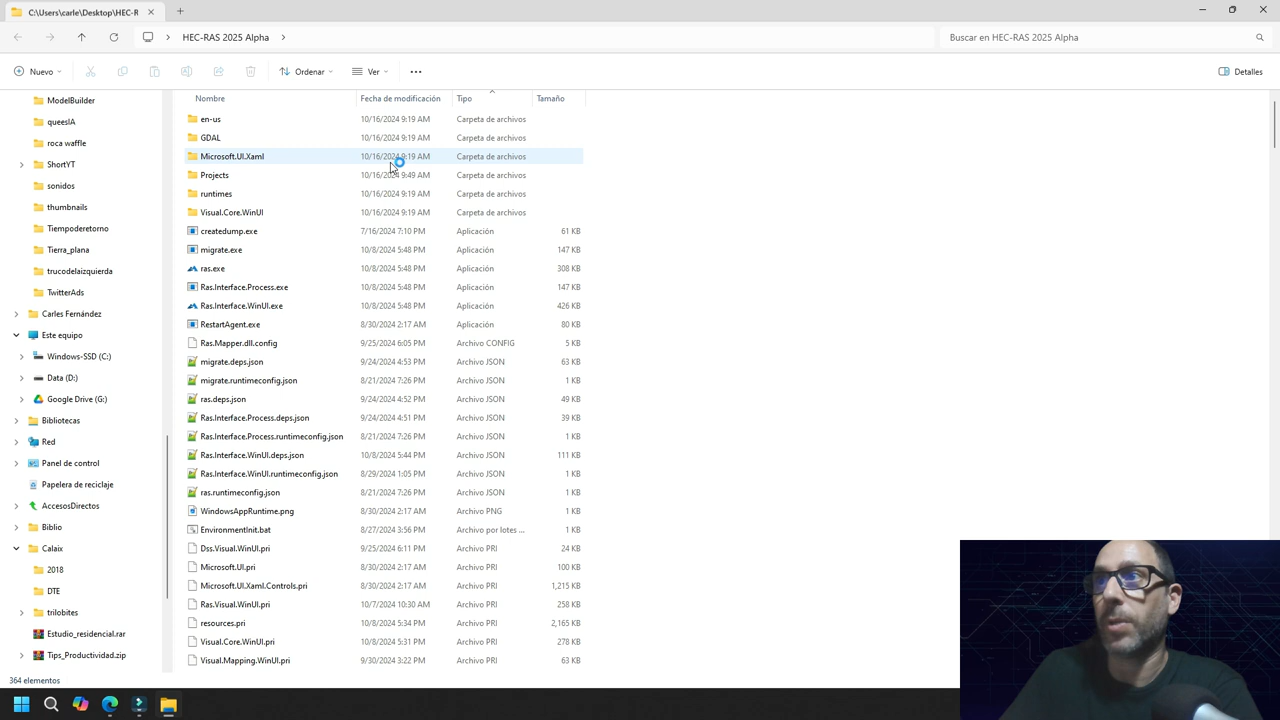 C:\Users\carle\Desktop\HEC-R
HEC-RAS 2025 Alpha
Buscar en HEC-RAS 2025 Alpha
Nuevo
Ordenar
Ver
Detalles
ModelBuilder
queesIA
roca waffle
ShortYT
sonidos
thumbnails
Tiempoderetorno
Tierra_plana
trucodelaizquierda
TwitterAds
Carles Fernández
Este equipo
Windows-SSD (C:)
Data (D:)
Google Drive (G:)
Bibliotecas
Red
Panel de control
Papelera de reciclaje
AccesosDirectos
Biblio
Calaix
2018
DTE
trilobites
Estudio_residencial.rar
Tips_Productividad.zip
Nombre Fecha de modificación Tipo Tamaño
en-us 10/16/2024 9:19 AM Carpeta de archivos
GDAL 10/16/2024 9:19 AM Carpeta de archivos
Microsoft.UI.Xaml 10/16/2024 9:19 AM Carpeta de archivos
Projects 10/16/2024 9:49 AM Carpeta de archivos
runtimes 10/16/2024 9:19 AM Carpeta de archivos
Visual.Core.WinUI 10/16/2024 9:19 AM Carpeta de archivos
createdump.exe 7/16/2024 7:10 PM Aplicación 61 KB
migrate.exe 10/8/2024 5:48 PM Aplicación 147 KB
ras.exe 10/8/2024 5:48 PM Aplicación 308 KB
Ras.Interface.Process.exe 10/8/2024 5:48 PM Aplicación 147 KB
Ras.Interface.WinUI.exe 10/8/2024 5:48 PM Aplicación 426 KB
RestartAgent.exe 8/30/2024 2:17 AM Aplicación 80 KB
Ras.Mapper.dll.config 9/25/2024 6:05 PM Archivo CONFIG 5 KB
migrate.deps.json 9/24/2024 4:53 PM Archivo JSON 63 KB
migrate.runtimeconfig.json 8/21/2024 7:26 PM Archivo JSON 1 KB
ras.deps.json 9/24/2024 4:52 PM Archivo JSON 49 KB
Ras.Interface.Process.deps.json 9/24/2024 4:51 PM Archivo JSON 39 KB
Ras.Interface.Process.runtimeconfig.json 8/21/2024 7:26 PM Archivo JSON 1 KB
Ras.Interface.WinUI.deps.json 10/8/2024 5:44 PM Archivo JSON 111 KB
Ras.Interface.WinUI.runtimeconfig.json 8/29/2024 1:05 PM Archivo JSON 1 KB
ras.runtimeconfig.json 8/21/2024 7:26 PM Archivo JSON 1 KB
WindowsAppRuntime.png 8/30/2024 2:17 AM Archivo PNG 1 KB
EnvironmentInit.bat 8/27/2024 3:56 PM Archivo por lotes ... 1 KB
Dss.Visual.WinUI.pri 9/25/2024 6:11 PM Archivo PRI 24 KB
Microsoft.UI.pri 8/30/2024 2:17 AM Archivo PRI 100 KB
Microsoft.UI.Xaml.Controls.pri 8/30/2024 2:17 AM Archivo PRI 1,215 KB
Ras.Visual.WinUI.pri 10/7/2024 10:30 AM Archivo PRI 258 KB
resources.pri 10/8/2024 5:34 PM Archivo PRI 2,165 KB
Visual.Core.WinUI.pri 10/8/2024 5:31 PM Archivo PRI 278 KB
Visual.Mapping.WinUI.pri 9/30/2024 3:22 PM Archivo PRI 63 KB
364 elementos